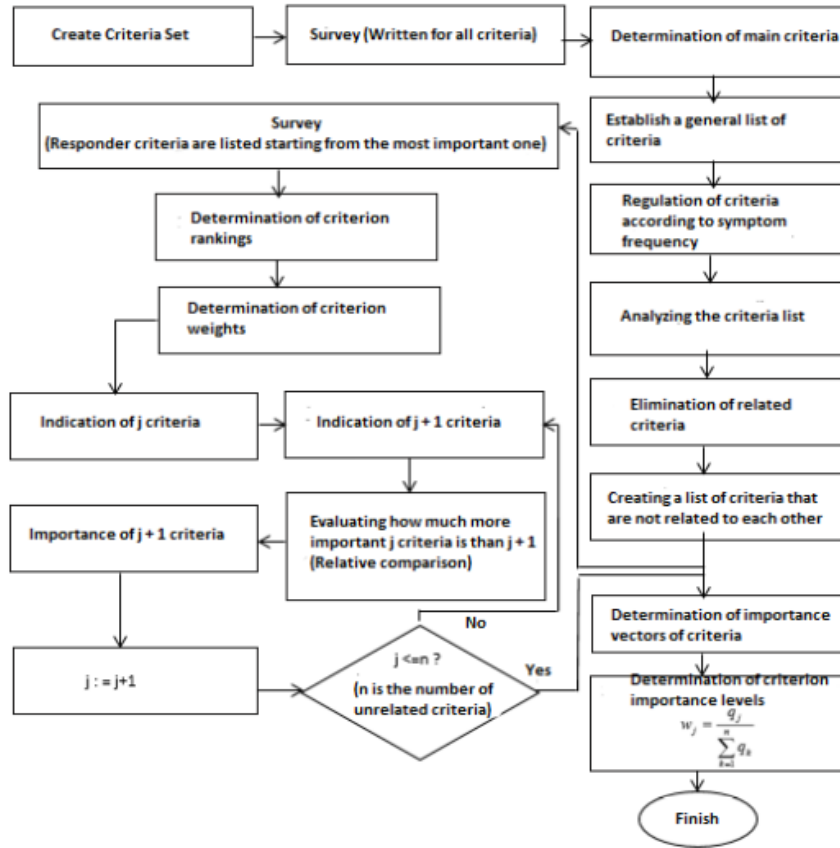 Create Criteria Set
Survey (Written for all criteria)
Determination of main criteria
Establish a general list of
criteria
Regulation of criteria
according to symptom
frequency
Analyzing the criteria list
Elimination of related
criteria
Creating a list of criteria that
are not related to each other
Survey
(Responder criteria are listed starting from the most important one)
Determination of criterion
rankings
Determination of criterion
weights
Indication of j criteria
Indication of j + 1 criteria
Evaluating how much more
important j criteria is than j + 1
(Relative comparison)
Importance of j + 1 criteria
j : = j+1
j <=n ?
(n is the number of
unrelated criteria)
No
Yes
Determination of importance
vectors of criteria
Determination of criterion
importance levels
w_j = q_j / ∑_{k=1}^{n} q_k
Finish